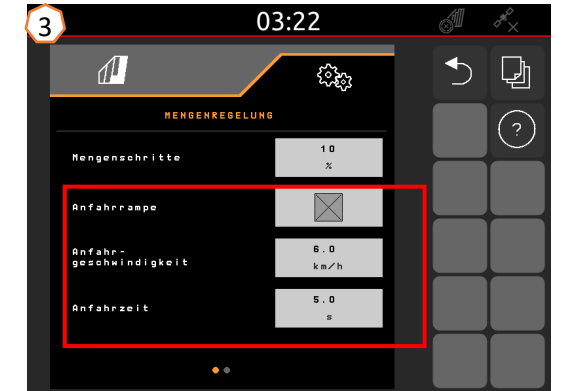 3
03:22
MENGENREGELUNG
Mengenschritte
10
%
Anfahrrampe
Anfahr-
geschwindigkeit
6.0
km/h
Anfahrzeit
5.0
s
?